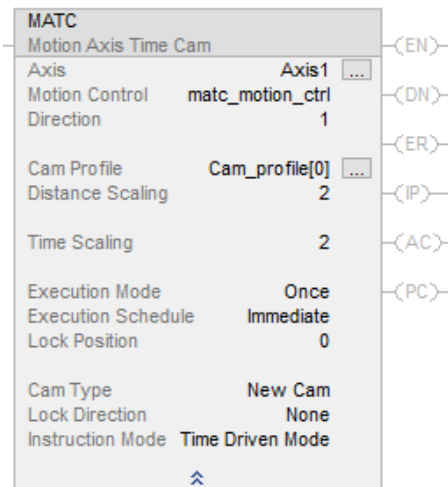 MATC
Motion Axis Time Cam
Axis Axis1 ...
Motion Control matc_motion_ctrl
Direction 1
Cam Profile Cam_profile[0] ...
Distance Scaling 2
Time Scaling 2
Execution Mode Once
Execution Schedule Immediate
Lock Position 0
Cam Type New Cam
Lock Direction None
Instruction Mode Time Driven Mode
(EN)
(DN)
(ER)
(IP)
(AC)
(PC)